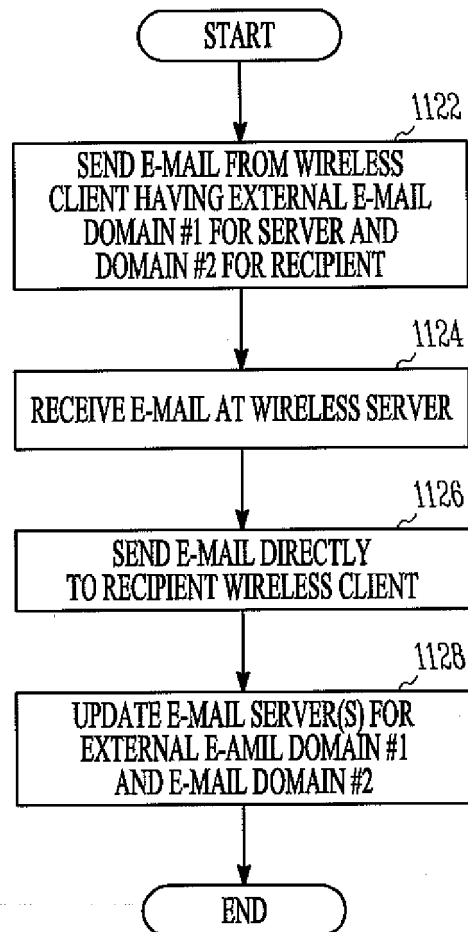 START
1122
SEND E-MAIL FROM WIRELESS
CLIENT HAVING EXTERNAL E-MAIL
DOMAIN #1 FOR SERVER AND
DOMAIN #2 FOR RECIPIENT
1124
RECEIVE E-MAIL AT WIRELESS SERVER
1126
SEND E-MAIL DIRECTLY
TO RECIPIENT WIRELESS CLIENT
1128
UPDATE E-MAIL SERVER(S) FOR
EXTERNAL E-AMIL DOMAIN #1
AND E-MAIL DOMAIN #2
END